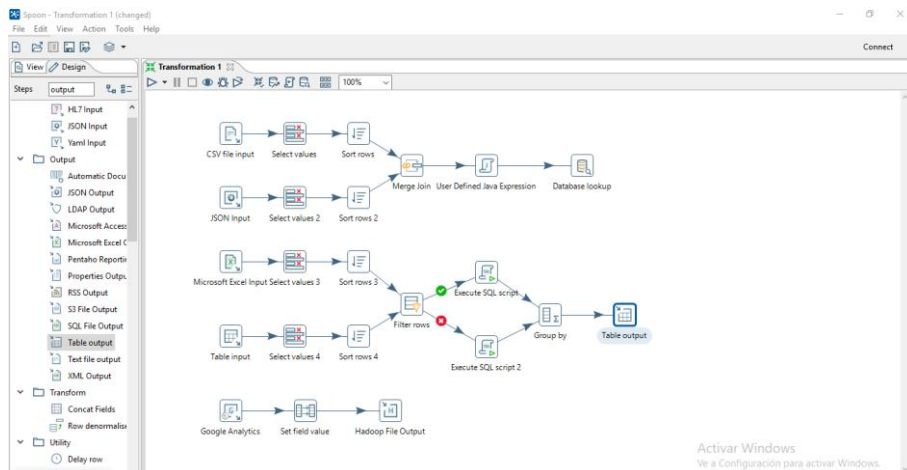 Spoon - Transformation 1 (changed)
File Edit View Action Tools Help
Connect
View Design
Transformation 1
Steps output
100%
HL7 Input
JSON Input
Yaml Input
Output
Automatic Docu
JSON Output
LDAP Output
Microsoft Access
Microsoft Excel
Pentaho Reportin
Properties Outpu
RSS Output
S3 File Output
SQL File Output
Table output
Text file output
XML Output
Transform
Concat Fields
Row denormalise
Utility
Delay row
CSV file input Select values Sort rows
Merge Join User Defined Java Expression Database lookup
JSON Input Select values 2 Sort rows 2
Microsoft Excel Input Select values 3 Sort rows 3
Execute SQL script
Filter rows
Group by Table output
Table input Select values 4 Sort rows 4
Execute SQL script 2
Google Analytics Set field value Hadoop File Output
Activar Windows
Ve a Configuración para activar Windows.